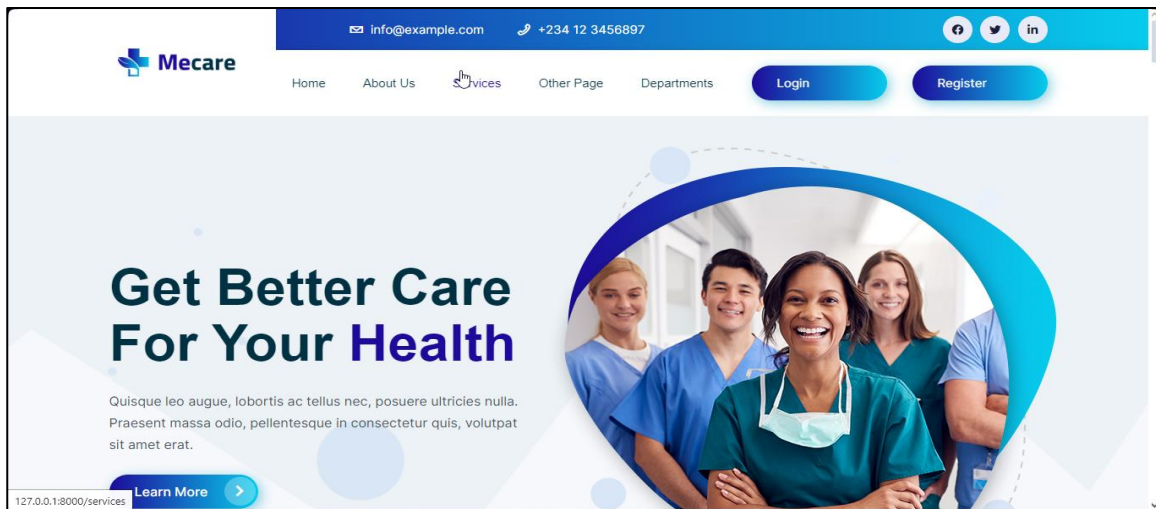 info@example.com +234 12 3456897 in
Mecare
Home About Us Services Other Page Departments Login Register
Get Better Care
For Your Health
Quisque leo augue, lobortis ac tellus nec, posuere ultricies nulla.
Praesent massa odio, pellentesque in consectetur quis, volutpat
sit amet erat.
Learn More
127.0.0.1:8000/services